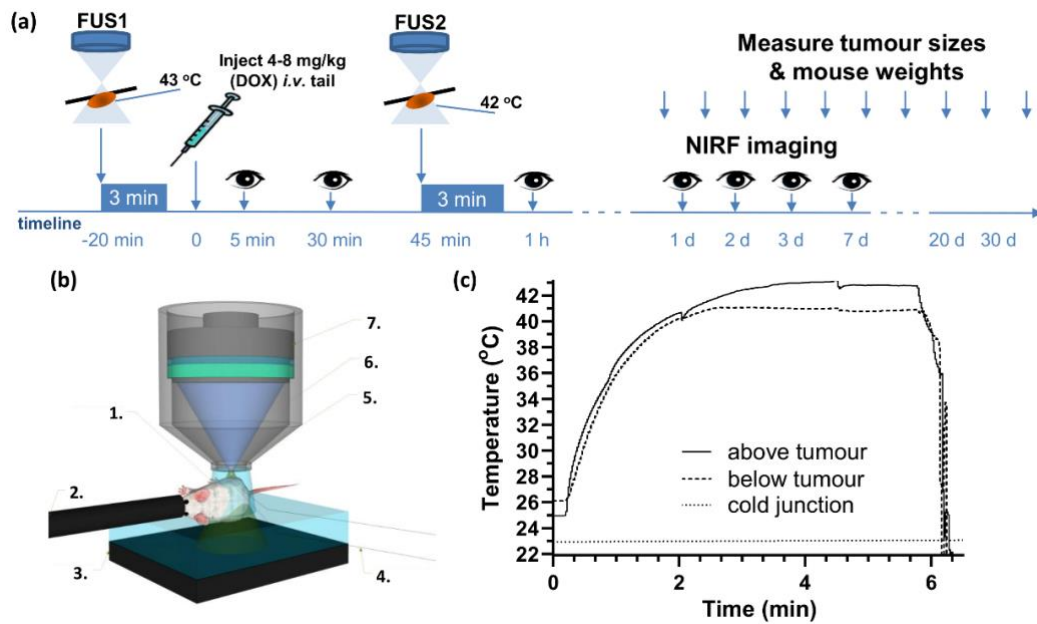 (a)
FUS1
FUS2
43 °C
Inject 4-8 mg/kg
(DOX) i.v. tail
42 °C
Measure tumour sizes
& mouse weights
NIRF imaging
3 min
3 min
timeline
-20 min
0
5 min
30 min
45 min
1 h
1 d
2 d
3 d
7 d
20 d
30 d
(b)
7.
6.
5.
1.
2.
3.
4.
(c)
Temperature (°C)
42
40
38
36
34
32
30
28
26
24
22
above tumour
below tumour
cold junction
0
2
4
6
Time (min)